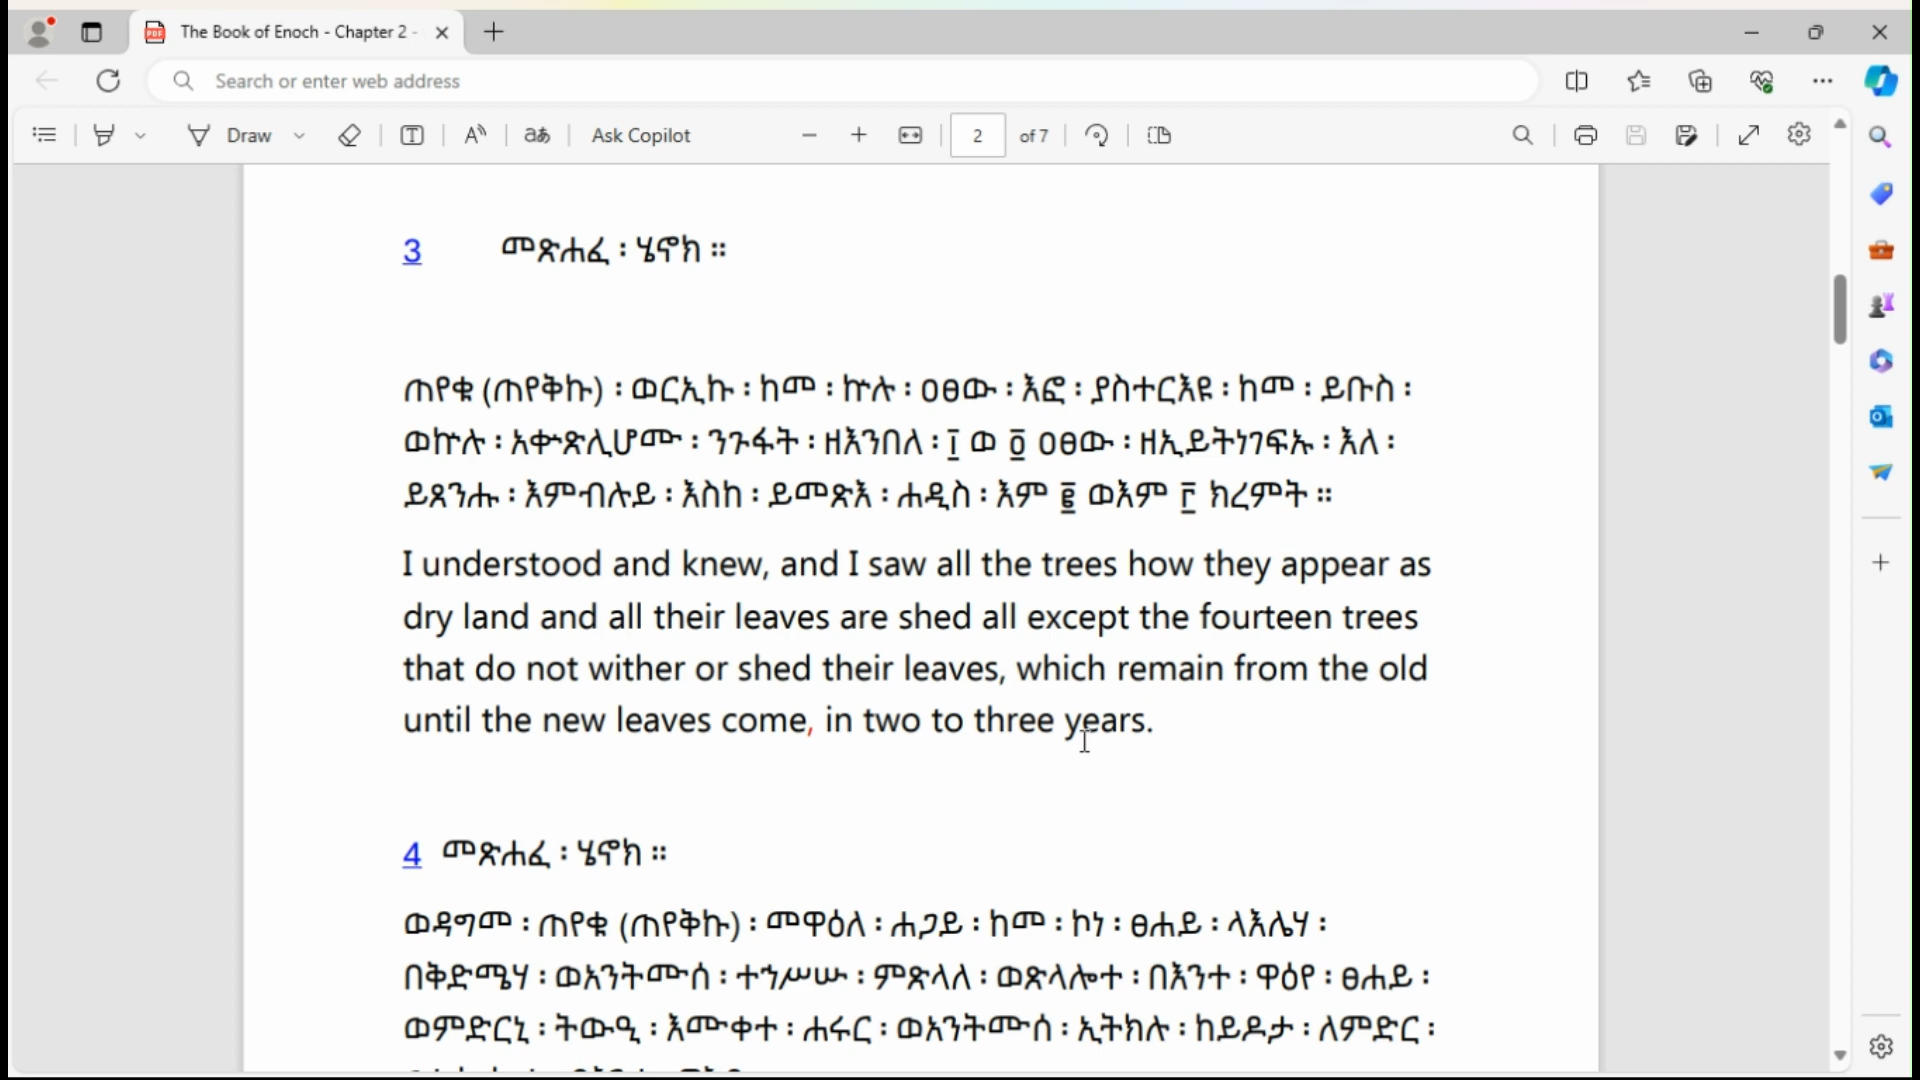 The Book of Enoch - Chapter 2 -
Search or enter web address
Draw
Ask Copilot
2 of 7
3 መጽሐፈ ፡ ሄኖክ ።
ጠየቁ (ጠየቅኩ) ፡ ወርኢኩ ፡ ከመ ፡ ኵሉ ፡ ዐፀው ፡ እፎ ፡ ያስተርእዩ ፡ ከመ ፡ ይቡስ ፡
ወኵሉ ፡ አቍጽሊሆሙ ፡ ንጉፋት ፡ ዘእንበለ ፡ ፲ ወ ፬ ዐፀው ፡ ዘኢይትነገፍኡ ፡ እለ ፡
ይጸንሑ ፡ እምብሉይ ፡ እስከ ፡ ይመጽእ ፡ ሐዲስ ፡ እም ፪ ወእም ፫ ክረምት ።
I understood and knew, and I saw all the trees how they appear as
dry land and all their leaves are shed all except the fourteen trees
that do not wither or shed their leaves, which remain from the old
until the new leaves come, in two to three years.
4 መጽሐፈ ፡ ሄኖክ ።
ወዳግመ ፡ ጠየቁ (ጠየቅኩ) ፡ መዋዕለ ፡ ሐጋይ ፡ ከመ ፡ ኮነ ፡ ፀሐይ ፡ ላእሌሃ ፡
በቅድሜሃ ፡ ወአንትሙሰ ፡ ተኀሥሡ ፡ ምጽላለ ፡ ወጽላሎተ ፡ በእንተ ፡ ዋዕየ ፡ ፀሐይ ፡
ወምድርኒ ፡ ትውዒ ፡ እሙቀተ ፡ ሐሩር ፡ ወአንትሙሰ ፡ ኢትክሉ ፡ ከይዶታ ፡ ለምድር ፡